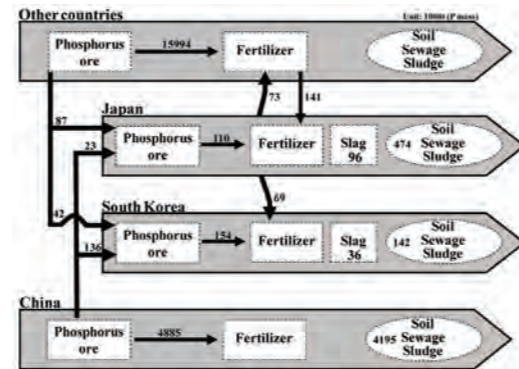 Other countries
Unit: 1000t (P mass)
Phosphorus
ore
15994
Fertilizer
Soil
Sewage
Sludge
87
73
141
Japan
23
Phosphorus
ore
110
Fertilizer
Slag
96
474
Soil
Sewage
Sludge
69
South Korea
42
136
Phosphorus
ore
154
Fertilizer
Slag
36
142
Soil
Sewage
Sludge
China
Phosphorus
ore
4885
Fertilizer
4195
Soil
Sewage
Sludge